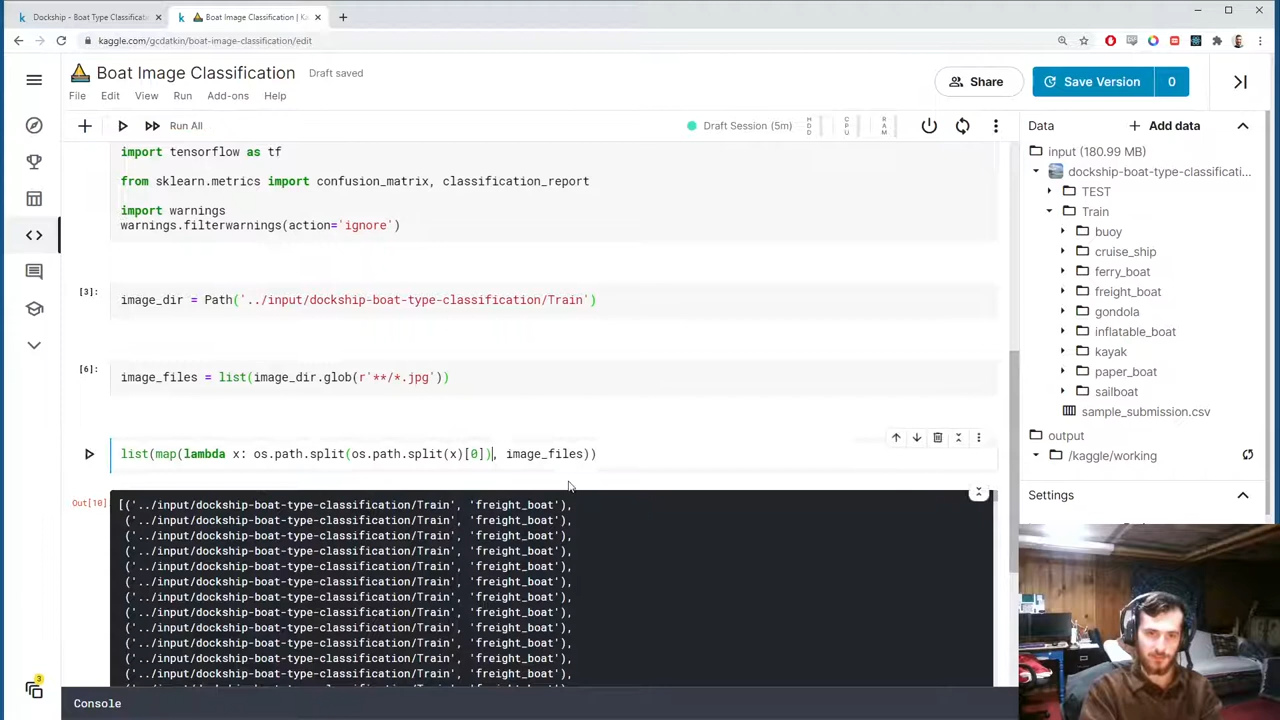 Dockship - Boat Type Classificati
Boat Image Classification | Ka
kaggle.com/gcdatkin/boat-image-classification/edit
Boat Image Classification
Draft saved
Share
Save Version
0
File
Edit
View
Run
Add-ons
Help
Run All
Draft Session (5m)
HDD
CPU
RAM
Data
Add data
import tensorflow as tf
from sklearn.metrics import confusion_matrix, classification_report
import warnings
warnings.filterwarnings(action='ignore')
[3]:
image_dir = Path('../input/dockship-boat-type-classification/Train')
[6]:
image_files = list(image_dir.glob(r'**/*.jpg'))
list(map(lambda x: os.path.split(os.path.split(x)[0]), image_files))
Out[10]
[('../input/dockship-boat-type-classification/Train', 'freight_boat'),
('../input/dockship-boat-type-classification/Train', 'freight_boat'),
('../input/dockship-boat-type-classification/Train', 'freight_boat'),
('../input/dockship-boat-type-classification/Train', 'freight_boat'),
('../input/dockship-boat-type-classification/Train', 'freight_boat'),
('../input/dockship-boat-type-classification/Train', 'freight_boat'),
('../input/dockship-boat-type-classification/Train', 'freight_boat'),
('../input/dockship-boat-type-classification/Train', 'freight_boat'),
('../input/dockship-boat-type-classification/Train', 'freight_boat'),
('../input/dockship-boat-type-classification/Train', 'freight_boat'),
('../input/dockship-boat-type-classification/Train', 'freight_boat'),
('../input/dockship-boat-type-classification/Train', 'freight_boat'),
Console
input (180.99 MB)
dockship-boat-type-classificati...
TEST
Train
buoy
cruise_ship
ferry_boat
freight_boat
gondola
inflatable_boat
kayak
paper_boat
sailboat
sample_submission.csv
output
/kaggle/working
Settings
3